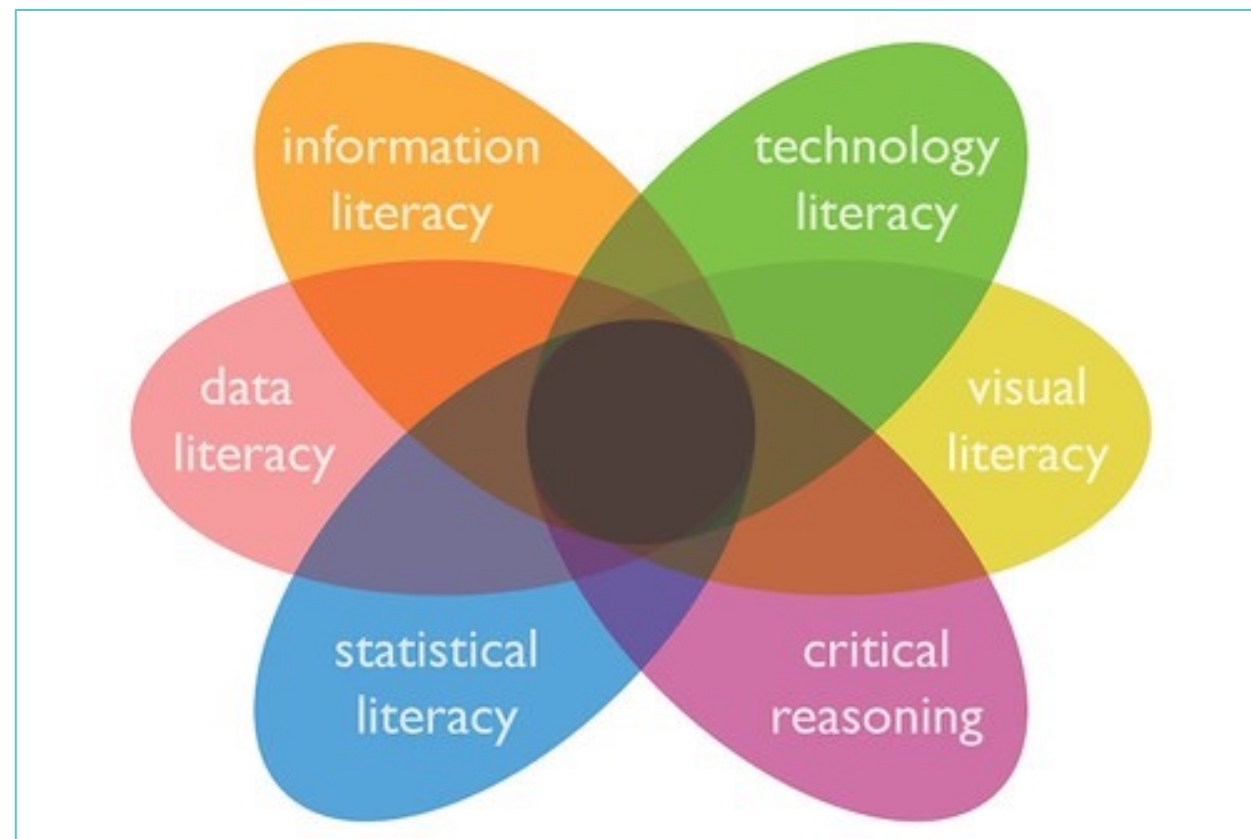 information
literacy
technology
literacy
data
literacy
visual
literacy
statistical
literacy
critical
reasoning